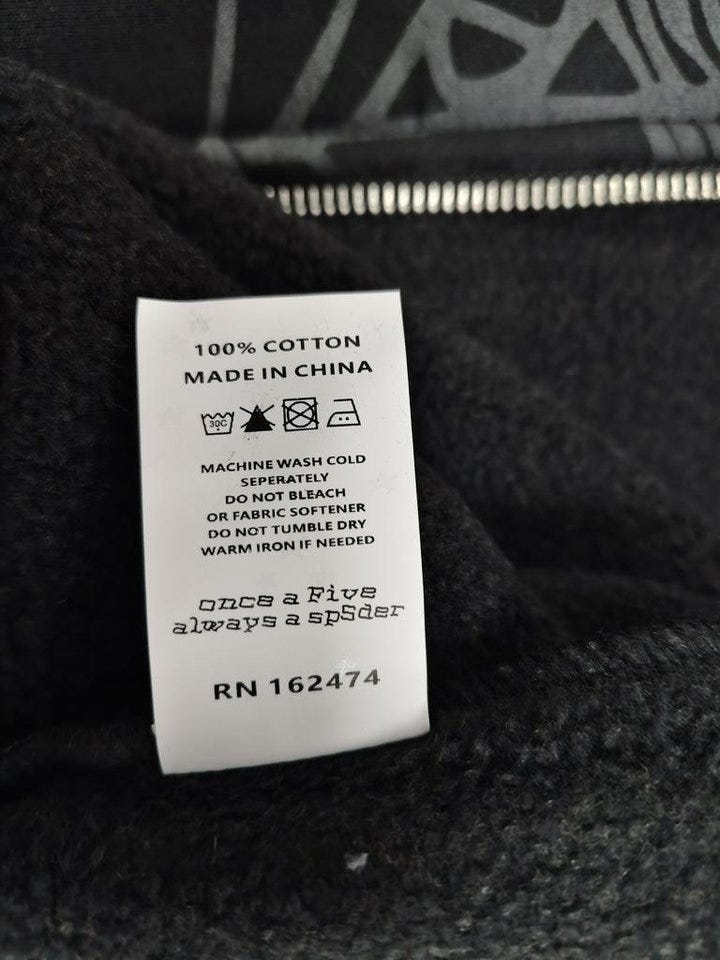 100% COTTON
MADE IN CHINA
30C
MACHINE WASH COLD
SEPERATELY
DO NOT BLEACH
OR FABRIC SOFTENER
DO NOT TUMBLE DRY
WARM IRON IF NEEDED
once a Five
always a sp5der
RN 162474